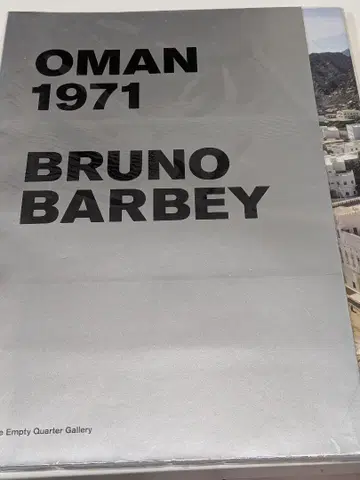 OMAN
1971
BRUNO
BARBEY
e Empty Quarter Gallery